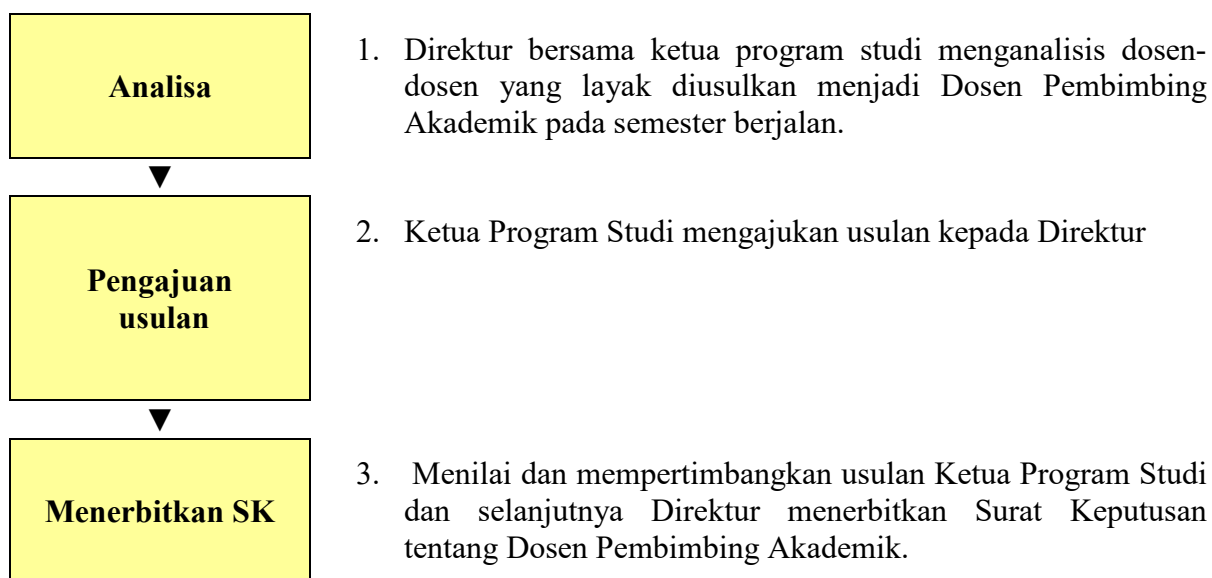 Analisa
1. Direktur bersama ketua program studi menganalisis dosen-
dosen yang layak diusulkan menjadi Dosen Pembimbing
Akademik pada semester berjalan.
▼
Pengajuan
usulan
2. Ketua Program Studi mengajukan usulan kepada Direktur
▼
Menerbitkan SK
3. Menilai dan mempertimbangkan usulan Ketua Program Studi
dan selanjutnya Direktur menerbitkan Surat Keputusan
tentang Dosen Pembimbing Akademik.